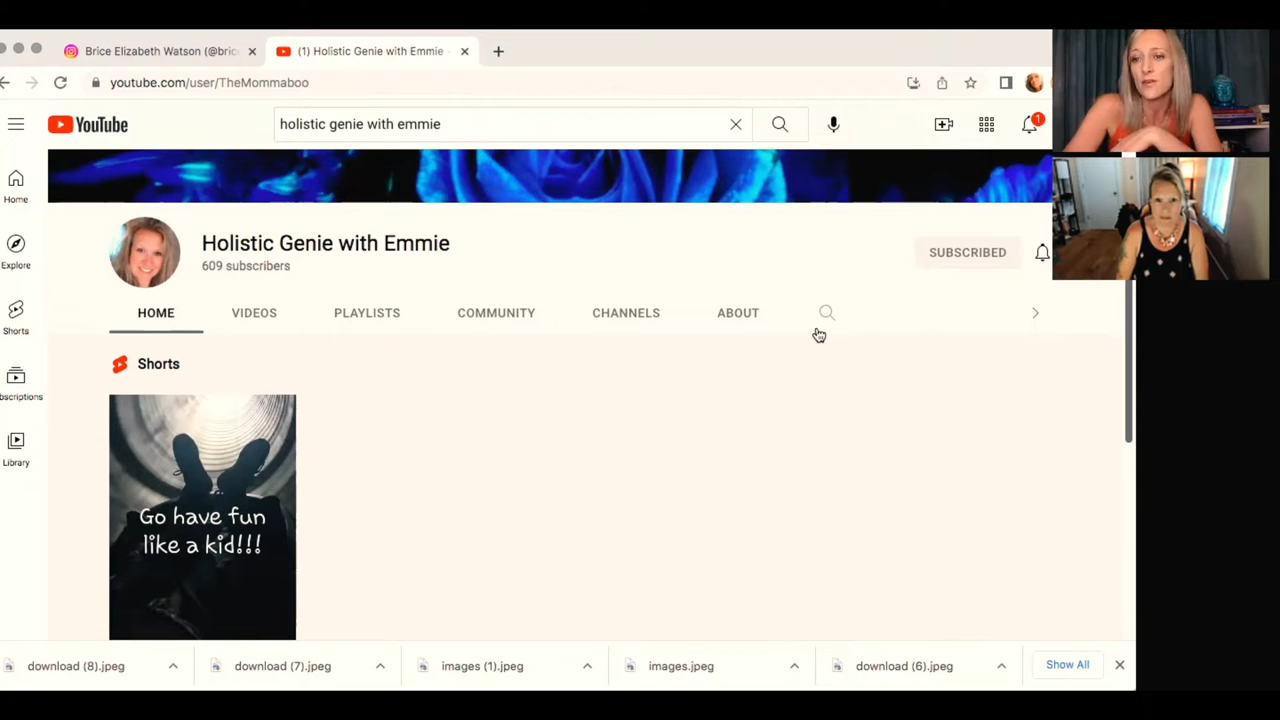 Brice Elizabeth Watson (@bric
(1) Holistic Genie with Emmie -
youtube.com/user/TheMommaboo
YouTube
holistic genie with emmie
1
Home
Explore
Shorts
bscriptions
Library
Holistic Genie with Emmie
609 subscribers
SUBSCRIBED
HOME VIDEOS PLAYLISTS COMMUNITY CHANNELS ABOUT
Shorts
Go have fun
like a kid!!!
download (8).jpeg download (7).jpeg images (1).jpeg images.jpeg download (6).jpeg Show All